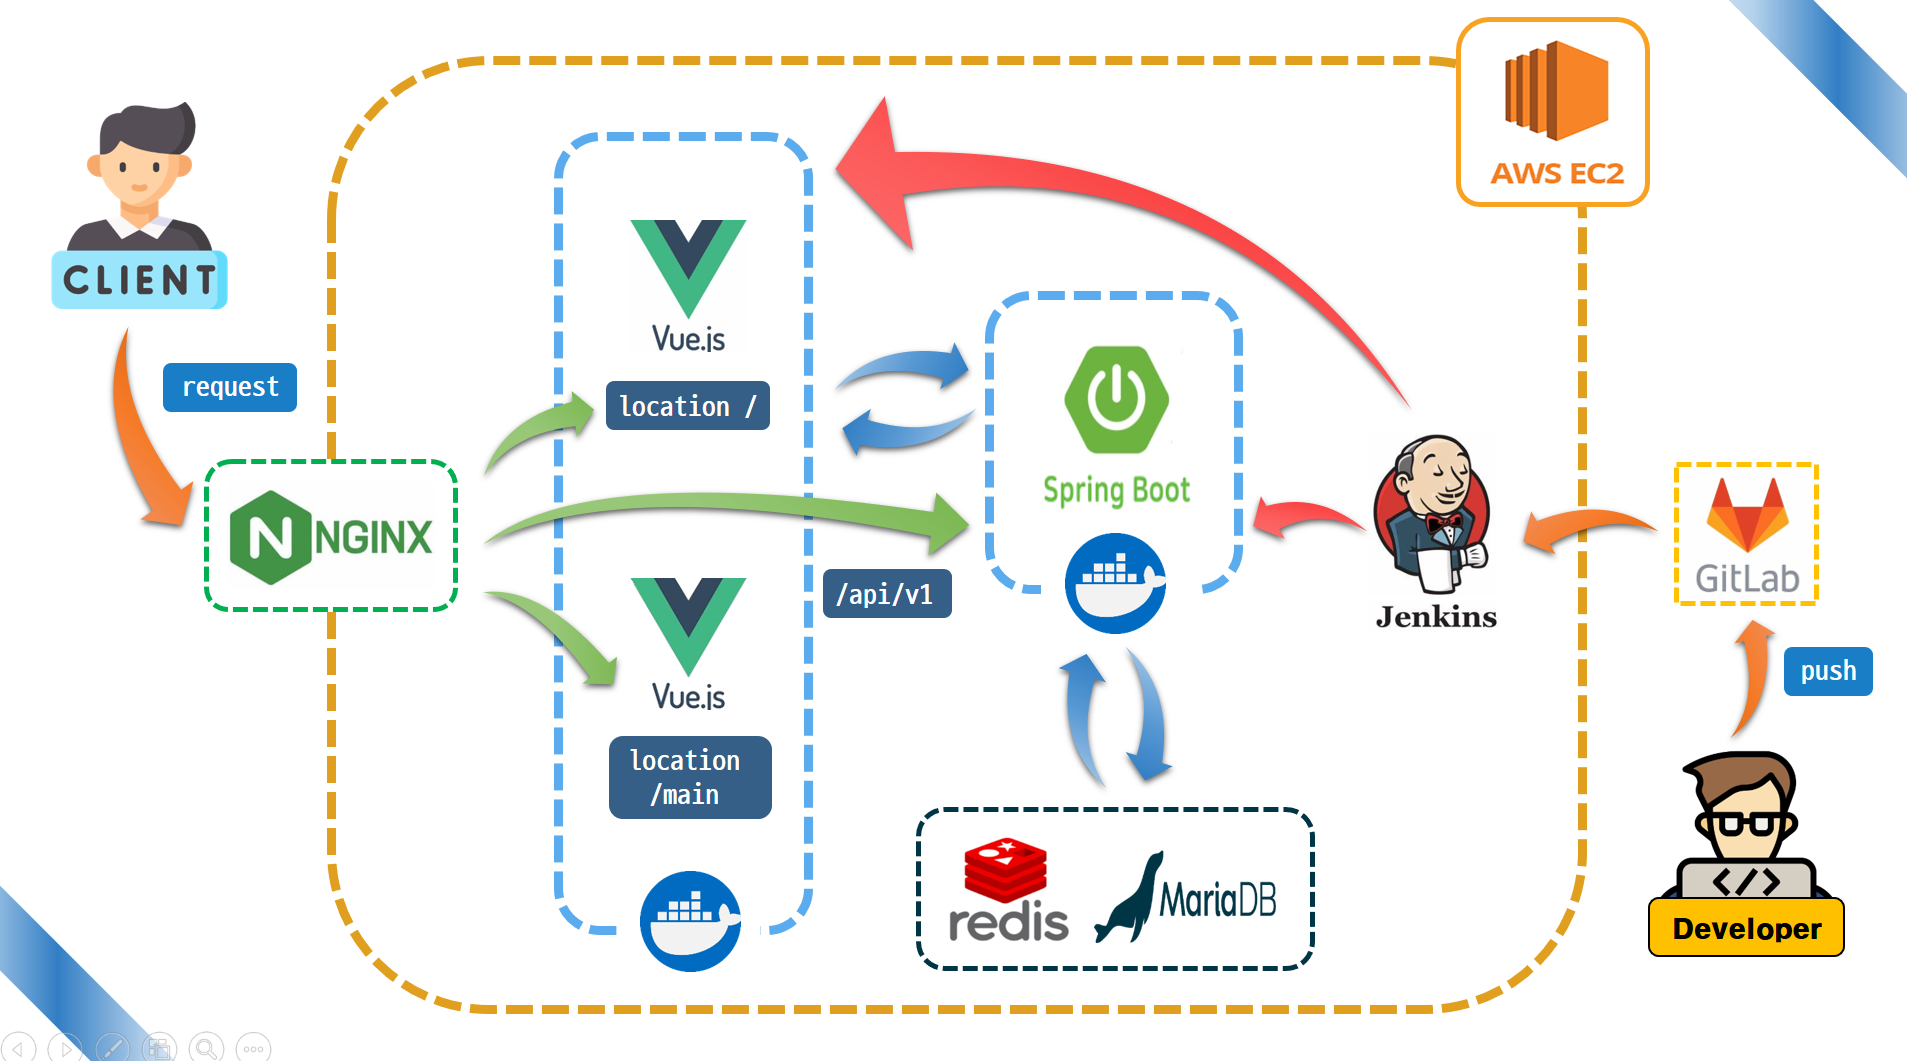 AWS EC2
CLIENT
request
Vue.js
location /
NGINX
Spring Boot
/api/v1
Vue.js
location
/main
Jenkins
GitLab
push
redis
MariaDB
</>
Developer